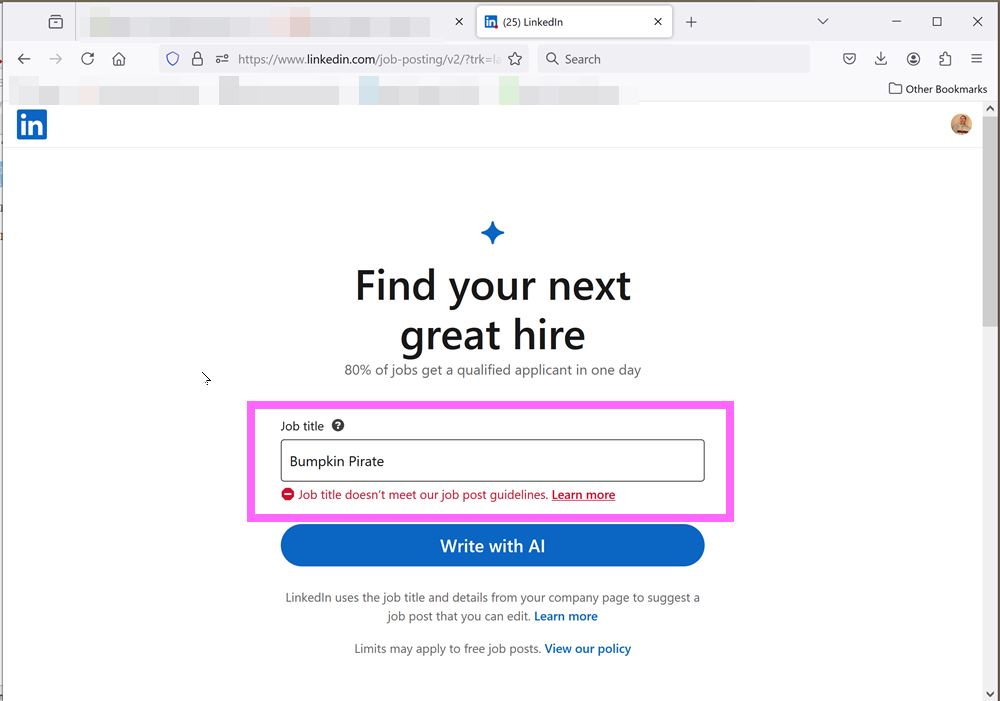 (25) LinkedIn
https://www.linkedin.com/job-posting/v2/?trk=
Search
Other Bookmarks
in
Find your next
great hire
80% of jobs get a qualified applicant in one day
Job title ?
Bumpkin Pirate
Job title doesn't meet our job post guidelines. Learn more
Write with AI
LinkedIn uses the job title and details from your company page to suggest a
job post that you can edit. Learn more
Limits may apply to free job posts. View our policy